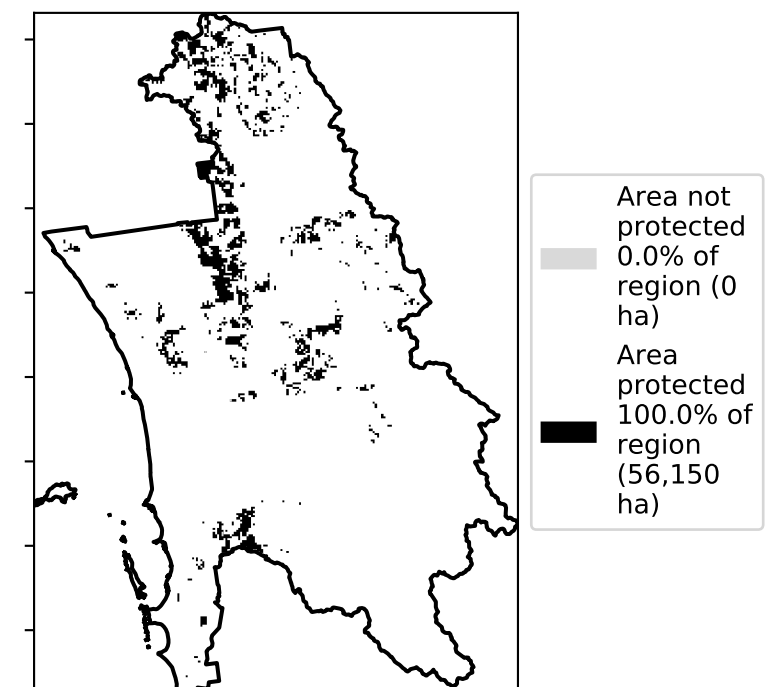 Area not
protected
0.0% of
region (0
ha)
Area
protected
100.0% of
region
(56,150
ha)